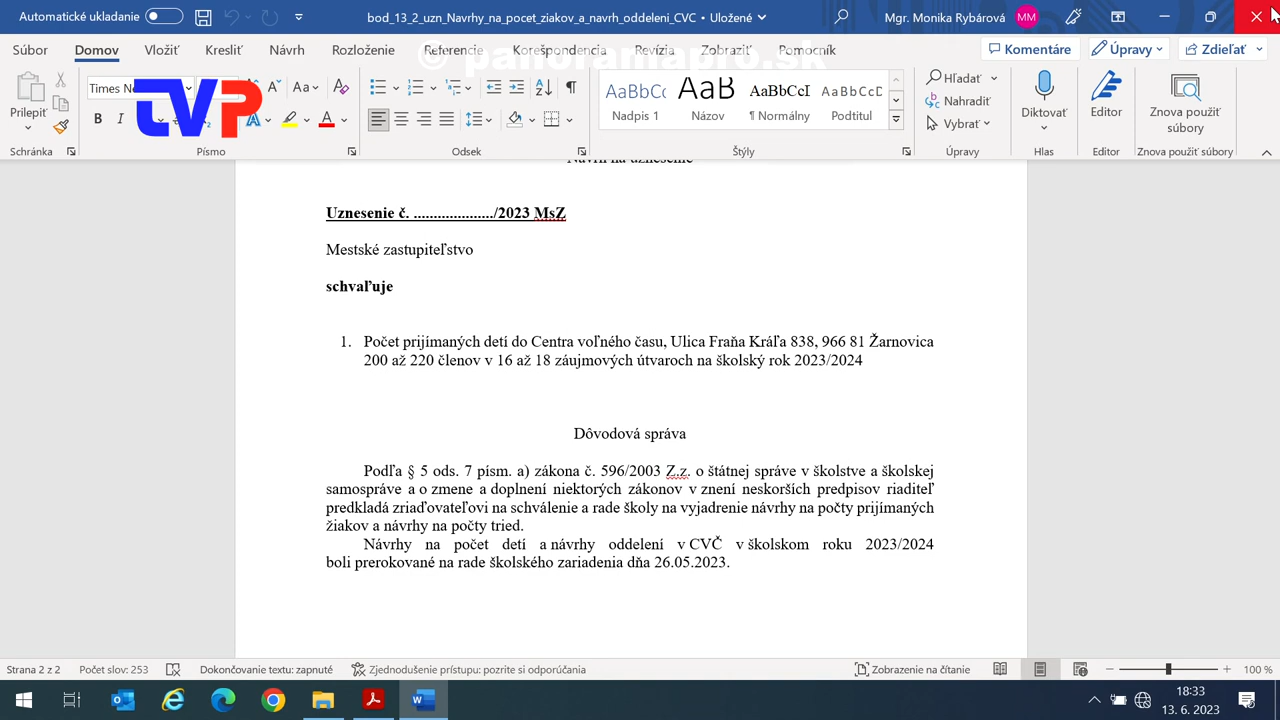 Automatické ukladanie
bod_13_2_uzn_Navrhy_na_pocet_ziakov_a_navrh_oddeleni_CVC • Uložené
Mgr. Monika Rybárová MM
Súbor Domov Vložiť Kresliť Návrh Rozloženie Referencie Korešpondencia Revízia Zobraziť Pomocník
Komentáre Úpravy Zdieľať
© panoramapro.sk
TVP
Prilepiť
Times N
B I
Aa
AaBbCc AaB AaBbCcI AaBbCcD
Nadpis 1 Názov ¶ Normálny Podtitul
Hľadať
Nahradiť
Vybrať
Diktovať
Editor
Znova použiť
súbory
Schránka Písmo Odsek Štýly Úpravy Hlas Editor Znova použiť súbory
Návrh na uznesenie
Uznesenie č. ..................../2023 MsZ
Mestské zastupiteľstvo
schvaľuje
1. Počet prijímaných detí do Centra voľného času, Ulica Fraňa Kráľa 838, 966 81 Žarnovica
200 až 220 členov v 16 až 18 záujmových útvaroch na školský rok 2023/2024
Dôvodová správa
Podľa § 5 ods. 7 písm. a) zákona č. 596/2003 Z.z. o štátnej správe v školstve a školskej
samospráve a o zmene a doplnení niektorých zákonov v znení neskorších predpisov riaditeľ
predkladá zriaďovateľovi na schválenie a rade školy na vyjadrenie návrhy na počty prijímaných
žiakov a návrhy na počty tried.
Návrhy na počet detí a návrhy oddelení v CVČ v školskom roku 2023/2024
boli prerokované na rade školského zariadenia dňa 26.05.2023.
Strana 2 z 2 Počet slov: 253 Dokončovanie textu: zapnuté Zjednodušenie prístupu: pozrite si odporúčania
Zobrazenie na čítanie
100 %
18:33
13. 6. 2023